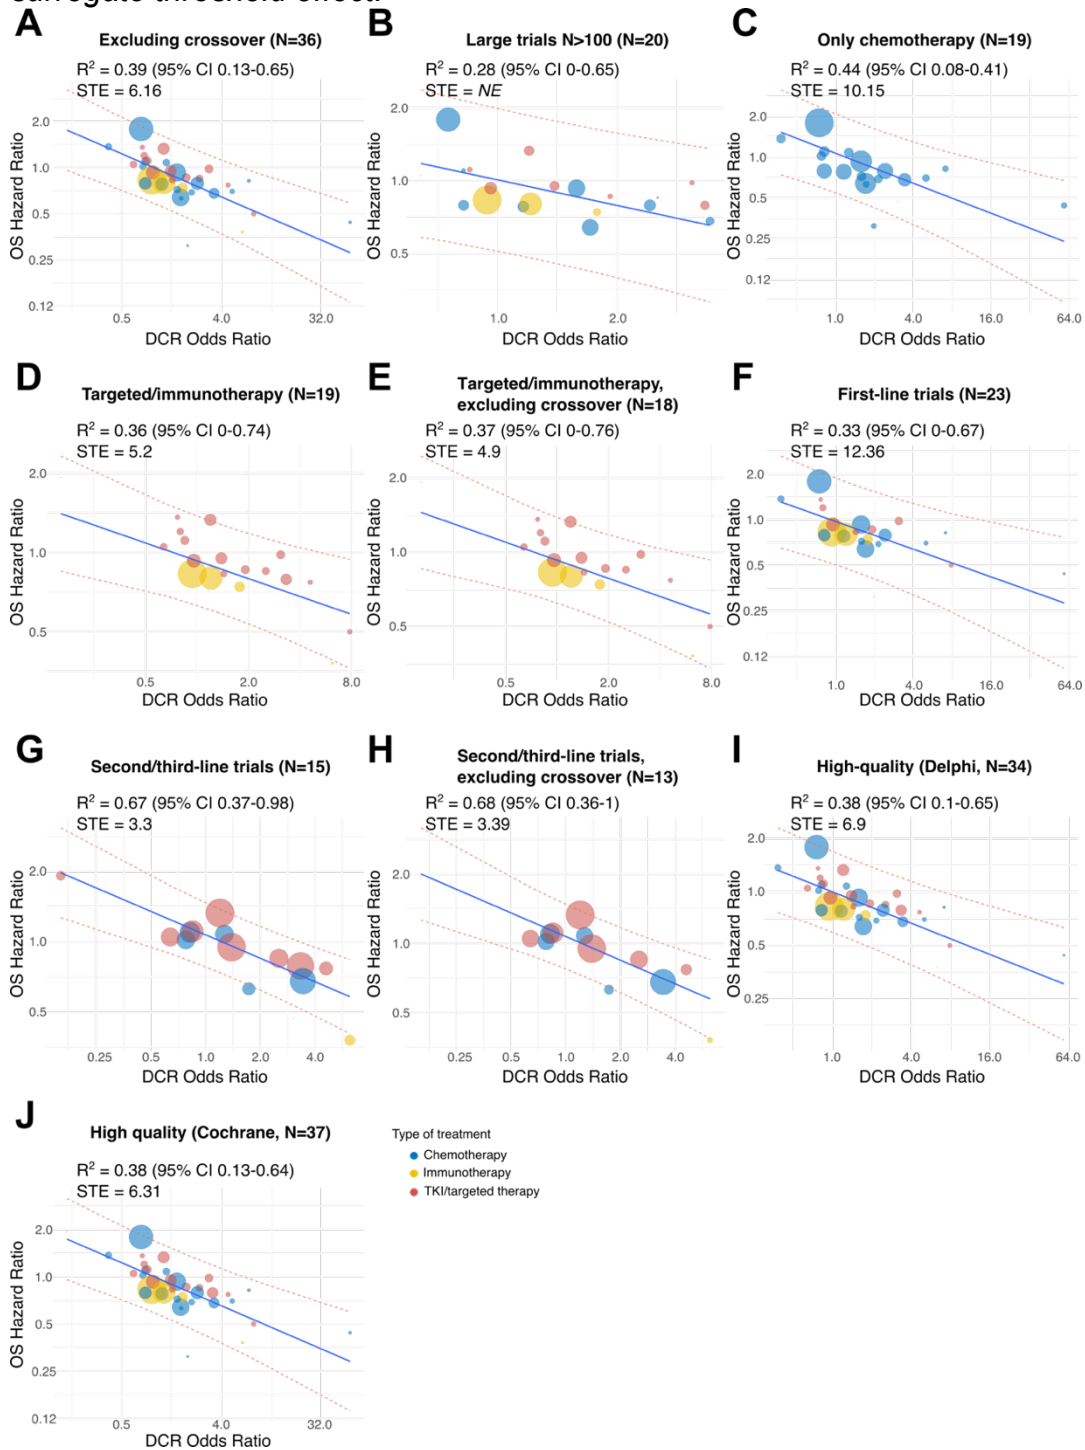 surrogate threshold effect.
A
Excluding crossover (N=36)
R² = 0.39 (95% CI 0.13-0.65)
STE = 6.16
2.0
1.0
0.5
0.25
0.12
OS Hazard Ratio
0.5 4.0 32.0
DCR Odds Ratio
B
Large trials N>100 (N=20)
R² = 0.28 (95% CI 0-0.65)
STE = NE
2.0
1.0
0.5
OS Hazard Ratio
1.0 2.0
DCR Odds Ratio
C
Only chemotherapy (N=19)
R² = 0.44 (95% CI 0.08-0.41)
STE = 10.15
2.0
1.0
0.5
0.25
0.12
OS Hazard Ratio
1.0 4.0 16.0 64.0
DCR Odds Ratio
D
Targeted/immunotherapy (N=19)
R² = 0.36 (95% CI 0-0.74)
STE = 5.2
2.0
1.0
0.5
OS Hazard Ratio
0.5 2.0 8.0
DCR Odds Ratio
E
Targeted/immunotherapy,
excluding crossover (N=18)
R² = 0.37 (95% CI 0-0.76)
STE = 4.9
2.0
1.0
0.5
OS Hazard Ratio
0.5 2.0 8.0
DCR Odds Ratio
F
First-line trials (N=23)
R² = 0.33 (95% CI 0-0.67)
STE = 12.36
2.0
1.0
0.5
0.25
0.12
OS Hazard Ratio
1.0 4.0 16.0 64.0
DCR Odds Ratio
G
Second/third-line trials (N=15)
R² = 0.67 (95% CI 0.37-0.98)
STE = 3.3
2.0
1.0
0.5
OS Hazard Ratio
0.25 0.5 1.0 2.0 4.0
DCR Odds Ratio
H
Second/third-line trials,
excluding crossover (N=13)
R² = 0.68 (95% CI 0.36-1)
STE = 3.39
2.0
1.0
0.5
OS Hazard Ratio
0.25 0.5 1.0 2.0 4.0
DCR Odds Ratio
I
High-quality (Delphi, N=34)
R² = 0.38 (95% CI 0.1-0.65)
STE = 6.9
2.0
1.0
0.5
0.25
OS Hazard Ratio
1.0 4.0 16.0 64.0
DCR Odds Ratio
J
High quality (Cochrane, N=37)
R² = 0.38 (95% CI 0.13-0.64)
STE = 6.31
2.0
1.0
0.5
0.25
0.12
OS Hazard Ratio
0.5 4.0 32.0
DCR Odds Ratio
Type of treatment
Chemotherapy
Immunotherapy
TKI/targeted therapy